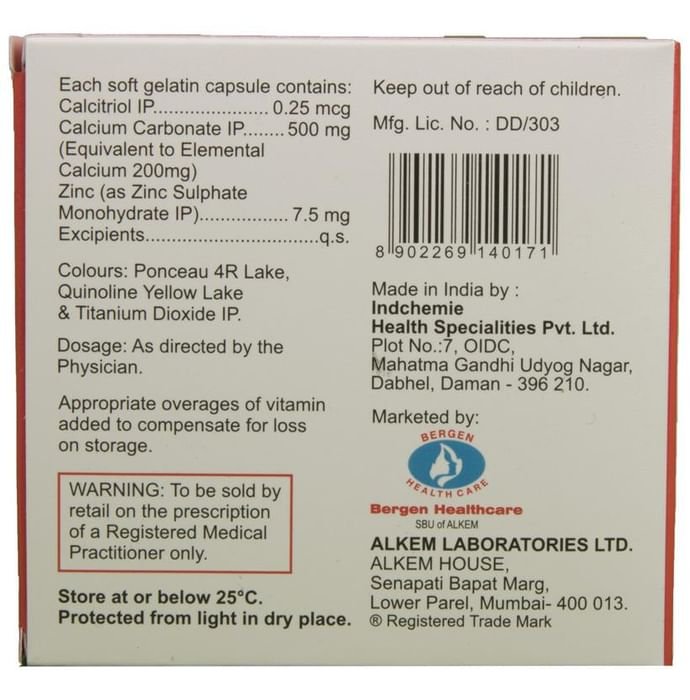 Each soft gelatin capsule contains:
Calcitriol IP..................... 0.25 mcg
Calcium Carbonate IP........ 500 mg
(Equivalent to Elemental
Calcium 200mg)
Zinc (as Zinc Sulphate
Monohydrate IP)................ 7.5 mg
Excipients...............................q.s.
Colours: Ponceau 4R Lake,
Quinoline Yellow Lake
& Titanium Dioxide IP.
Dosage: As directed by the
Physician.
Appropriate overages of vitamin
added to compensate for loss
on storage.
WARNING: To be sold by
retail on the prescription
of a Registered Medical
Practitioner only.
Store at or below 25°C.
Protected from light in dry place.
Keep out of reach of children.
Mfg. Lic. No. : DD/303
8 902269 140171
Made in India by :
Indchemie
Health Specialities Pvt. Ltd.
Plot No.:7, OIDC,
Mahatma Gandhi Udyog Nagar,
Dabhel, Daman - 396 210.
Marketed by:
BERGEN
HEALTH CARE
Bergen Healthcare
SBU of ALKEM
ALKEM LABORATORIES LTD.
ALKEM HOUSE,
Senapati Bapat Marg,
Lower Parel, Mumbai- 400 013.
® Registered Trade Mark